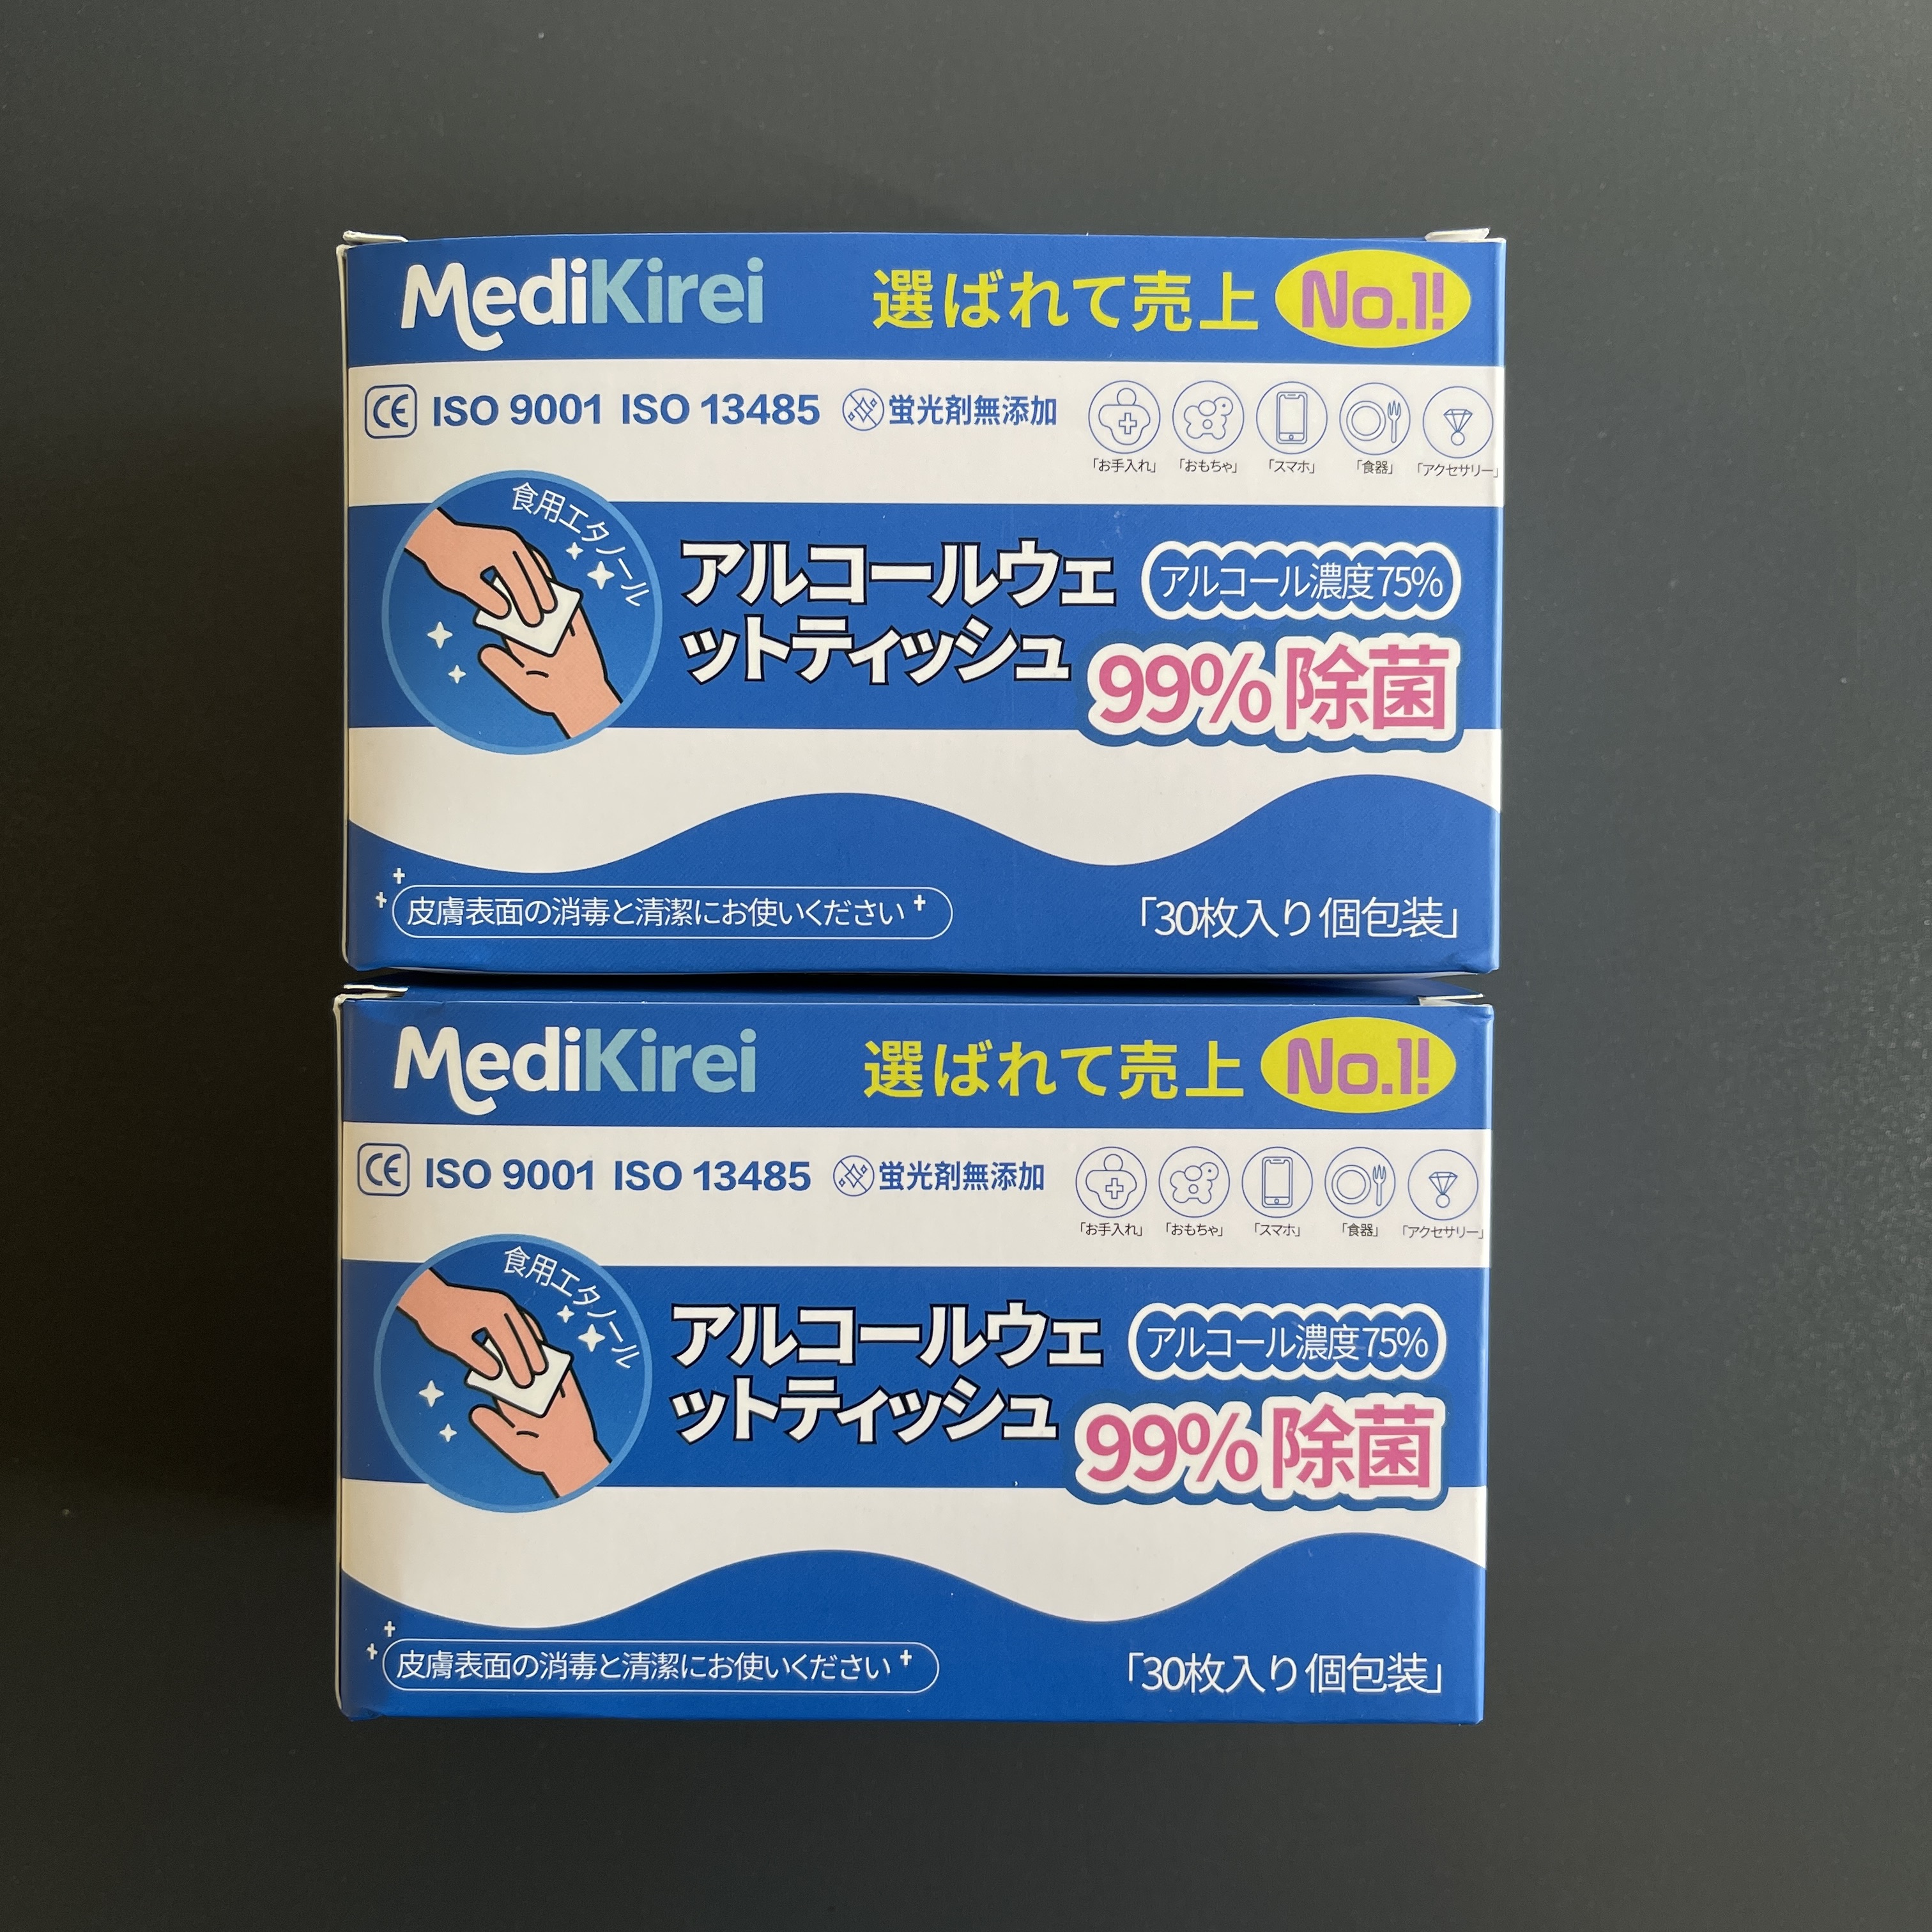 MediKirei 選ばれて売上 No.1!
CE ISO 9001 ISO 13485 蛍光剤無添加
「お手入れ」 「おもちゃ」 「スマホ」 「食器」 「アクセサリー」
食用エタノール
アルコールウェ
ットティッシュ
アルコール濃度75%
99%除菌
皮膚表面の消毒と清潔にお使いください
「30枚入り個包装」
MediKirei 選ばれて売上 No.1!
CE ISO 9001 ISO 13485 蛍光剤無添加
「お手入れ」 「おもちゃ」 「スマホ」 「食器」 「アクセサリー」
食用エタノール
アルコールウェ
ットティッシュ
アルコール濃度75%
99%除菌
皮膚表面の消毒と清潔にお使いください
「30枚入り個包装」